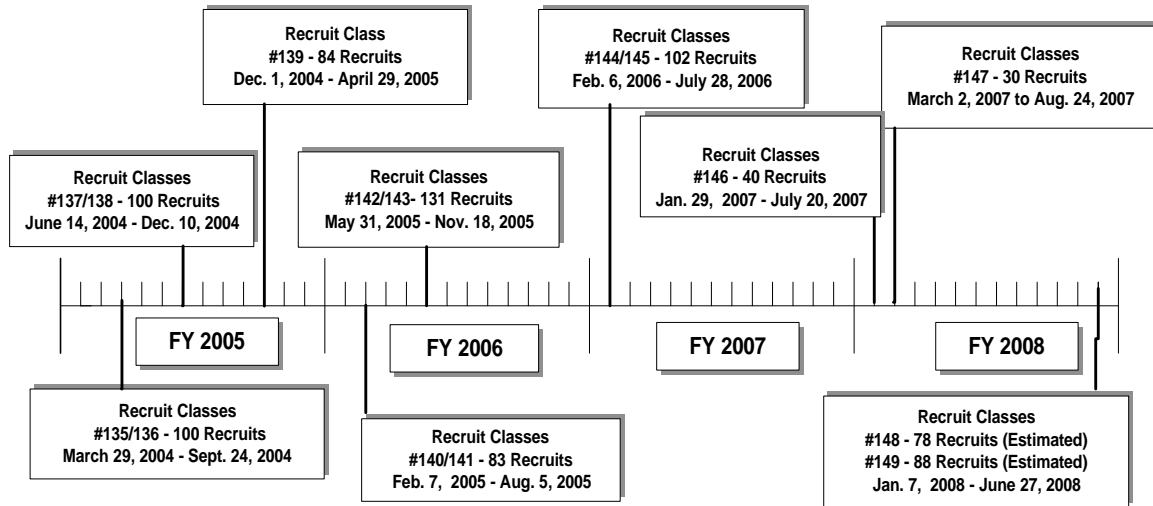 Recruit Class
#139 - 84 Recruits
Dec. 1, 2004 - April 29, 2005
Recruit Classes
#144/145 - 102 Recruits
Feb. 6, 2006 - July 28, 2006
Recruit Classes
#147 - 30 Recruits
March 2, 2007 to Aug. 24, 2007
Recruit Classes
#137/138 - 100 Recruits
June 14, 2004 - Dec. 10, 2004
Recruit Classes
#142/143- 131 Recruits
May 31, 2005 - Nov. 18, 2005
Recruit Classes
#146 - 40 Recruits
Jan. 29, 2007 - July 20, 2007
FY 2005
FY 2006
FY 2007
FY 2008
Recruit Classes
#135/136 - 100 Recruits
March 29, 2004 - Sept. 24, 2004
Recruit Classes
#140/141 - 83 Recruits
Feb. 7, 2005 - Aug. 5, 2005
Recruit Classes
#148 - 78 Recruits (Estimated)
#149 - 88 Recruits (Estimated)
Jan. 7, 2008 - June 27, 2008